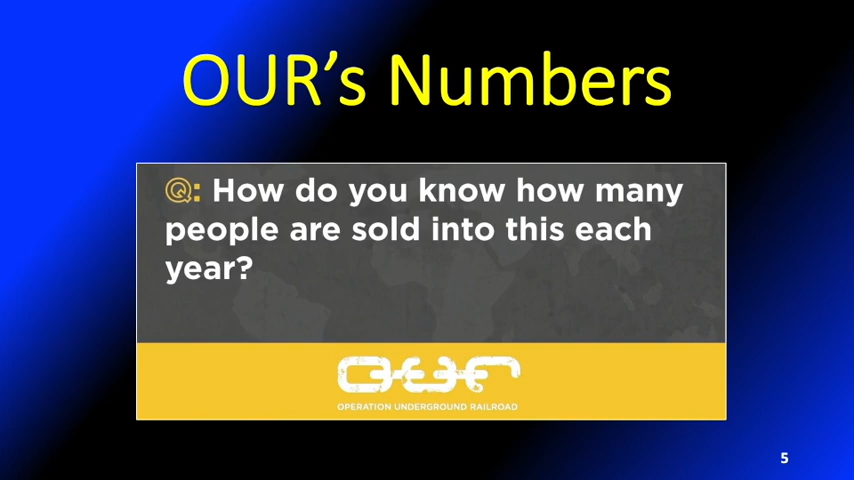 OUR's Numbers
Q: How do you know how many
people are sold into this each
year?
OUR
OPERATION UNDERGROUND RAILROAD
5